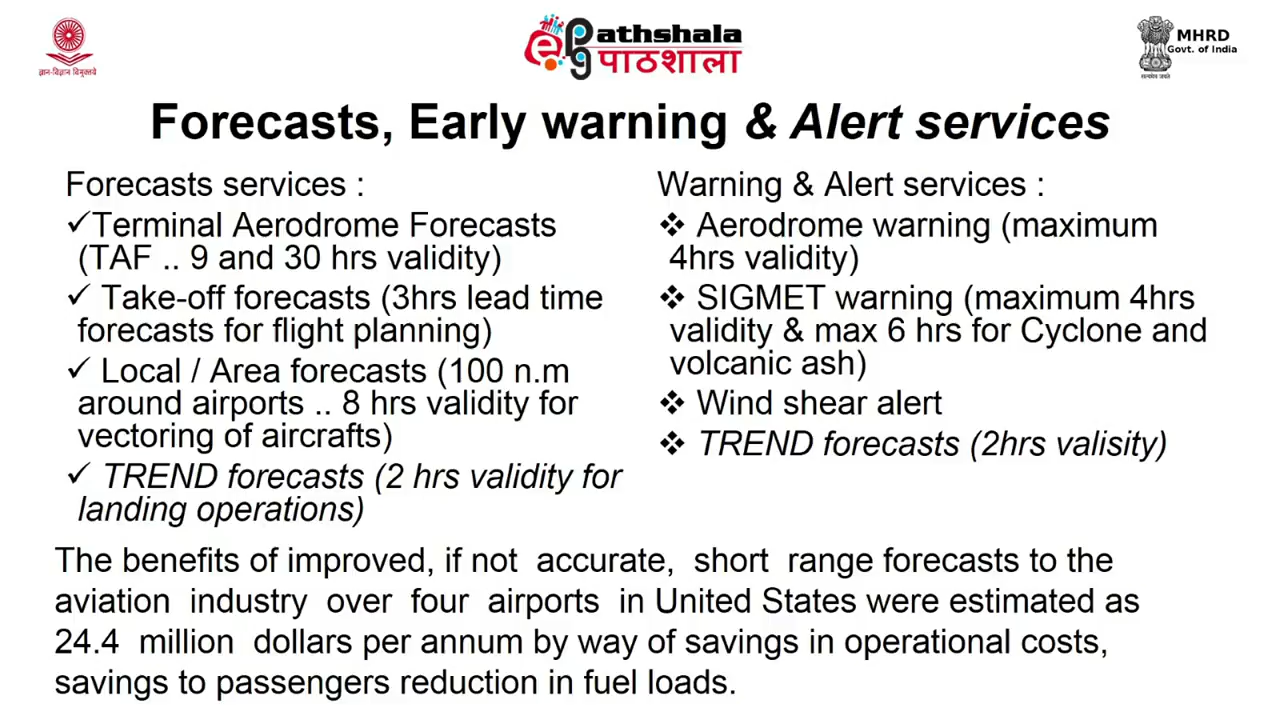 ज्ञान-विज्ञान विमुक्तये
ePathshala
पाठशाला
MHRD
Govt. of India
सत्यमेव जयते
Forecasts, Early warning & Alert services
Forecasts services :
✓Terminal Aerodrome Forecasts
(TAF .. 9 and 30 hrs validity)
✓ Take-off forecasts (3hrs lead time
forecasts for flight planning)
✓ Local / Area forecasts (100 n.m
around airports .. 8 hrs validity for
vectoring of aircrafts)
✓ TREND forecasts (2 hrs validity for
landing operations)
Warning & Alert services :
❖ Aerodrome warning (maximum
4hrs validity)
❖ SIGMET warning (maximum 4hrs
validity & max 6 hrs for Cyclone and
volcanic ash)
❖ Wind shear alert
❖ TREND forecasts (2hrs valisity)
The benefits of improved, if not accurate, short range forecasts to the
aviation industry over four airports in United States were estimated as
24.4 million dollars per annum by way of savings in operational costs,
savings to passengers reduction in fuel loads.